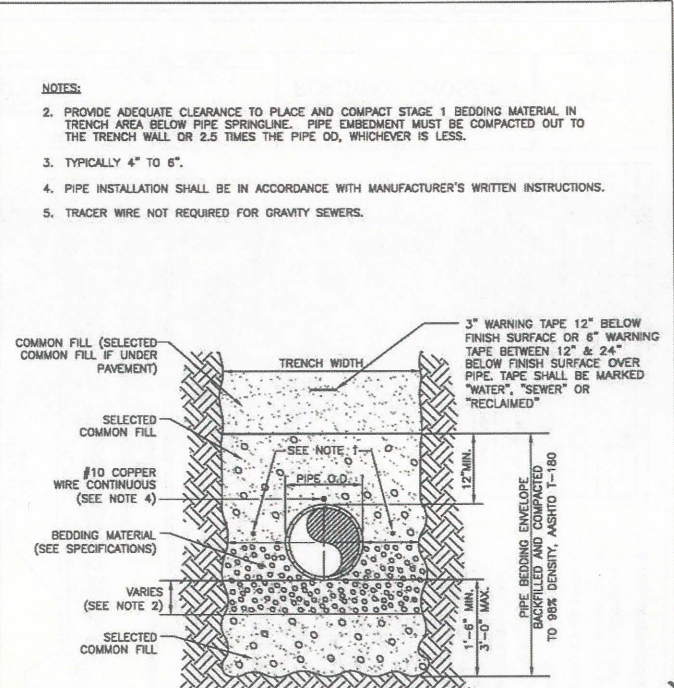 NOTES:
2. PROVIDE ADEQUATE CLEARANCE TO PLACE AND COMPACT STAGE 1 BEDDING MATERIAL IN
TRENCH AREA BELOW PIPE SPRINGLINE. PIPE EMBEDMENT MUST BE COMPACTED OUT TO
THE TRENCH WALL OR 2.5 TIMES THE PIPE OD, WHICHEVER IS LESS.
3. TYPICALLY 4" TO 6".
4. PIPE INSTALLATION SHALL BE IN ACCORDANCE WITH MANUFACTURER'S WRITTEN INSTRUCTIONS.
5. TRACER WIRE NOT REQUIRED FOR GRAVITY SEWERS.
3" WARNING TAPE 12" BELOW
FINISH SURFACE OR 6" WARNING
TAPE BETWEEN 12" & 24"
BELOW FINISH SURFACE OVER
PIPE. TAPE SHALL BE MARKED
"WATER", "SEWER" OR
"RECLAIMED"
COMMON FILL (SELECTED
COMMON FILL IF UNDER
PAVEMENT)
TRENCH WIDTH
SELECTED
COMMON FILL
SEE NOTE 1
#10 COPPER
WIRE CONTINUOUS
(SEE NOTE 4)
PIPE O.D.
12" MIN.
BEDDING MATERIAL
(SEE SPECIFICATIONS)
VARIES
(SEE NOTE 2)
1'-6" MIN.
3'-0" MAX.
PIPE BEDDING ENVELOPE
BACKFILLED AND COMPACTED
TO 98% DENSITY, AASHTO T-180
SELECTED
COMMON FILL